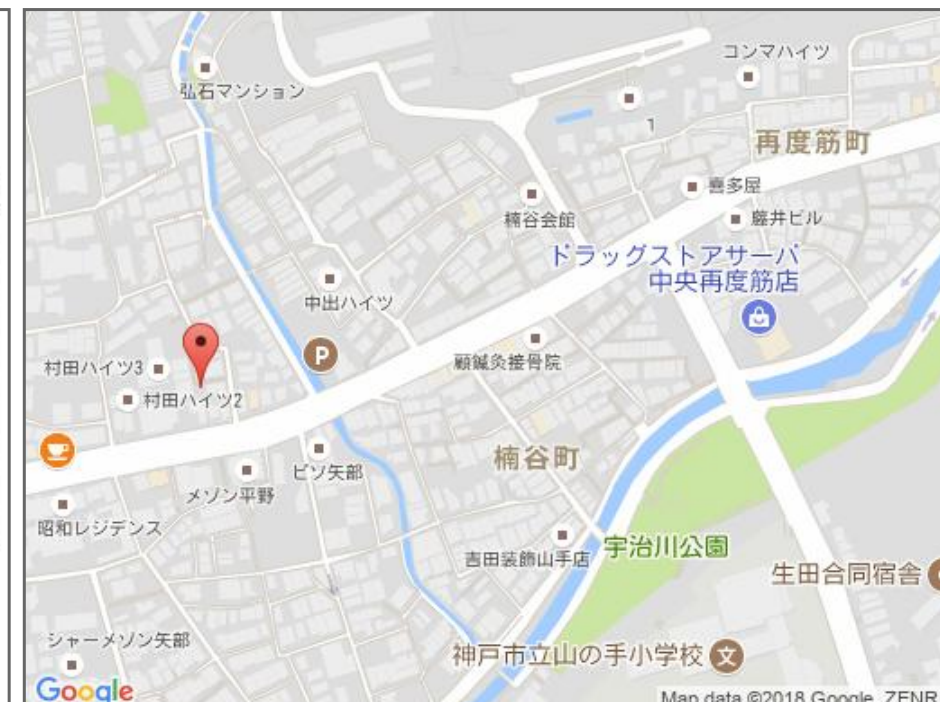 コンマハイツ
弘石マンション
1
再度筋町
喜多屋
楠谷会館
藤井ビル
ドラッグストアサーバ
中央再度筋店
中出ハイツ
P
顧鍼灸接骨院
村田ハイツ3
村田ハイツ2
楠谷町
ビソ矢部
メゾン平野
昭和レジデンス
吉田装飾山手店
宇治川公園
生田合同宿舎
シャーメゾン矢部
神戸市立山の手小学校
文
Google
Map data ©2018 Google, ZENR